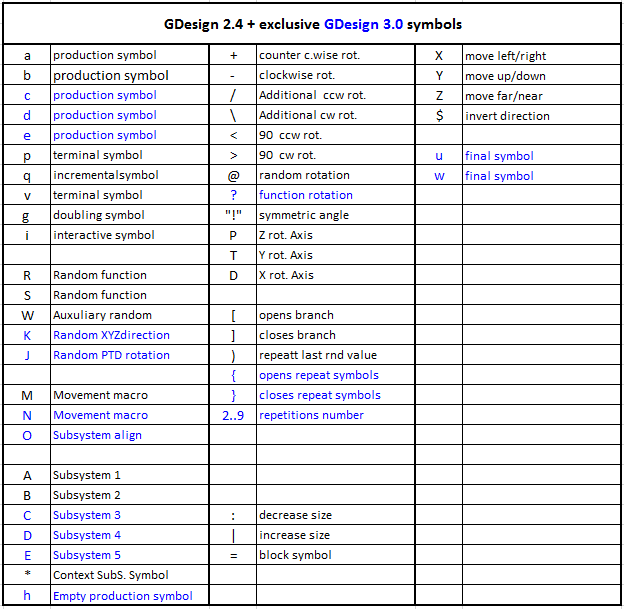 GDesign 2.4 + exclusive GDesign 3.0 symbols
a production symbol + counter c.wise rot. X move left/right
b production symbol - clockwise rot. Y move up/down
c production symbol / Additional ccw rot. Z move far/near
d production symbol \ Additional cw rot. $ invert direction
e production symbol < 90 ccw rot.
p terminal symbol > 90 cw rot. u final symbol
q incrementalsymbol @ random rotation w final symbol
v terminal symbol ? function rotation
g doubling symbol "!" symmetric angle
i interactive symbol P Z rot. Axis
T Y rot. Axis
R Random function D X rot. Axis
S Random function
W Auxuliary random [ opens branch
K Random XYZdirection ] closes branch
J Random PTD rotation ) repeatt last rnd value
{ opens repeat symbols
M Movement macro } closes repeat symbols
N Movement macro 2..9 repetitions number
O Subsystem align
A Subsystem 1
B Subsystem 2
C Subsystem 3 : decrease size
D Subsystem 4 | increase size
E Subsystem 5 = block symbol
* Context SubS. Symbol
h Empty production symbol